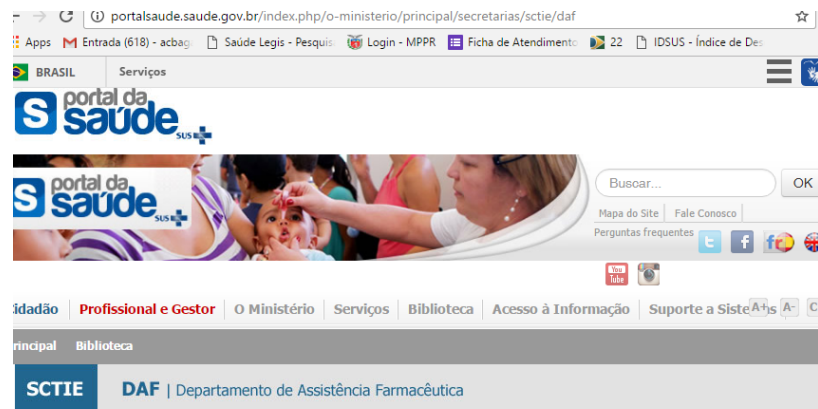 portalsaude.saude.gov.br/index.php/o-ministerio/principal/secretarias/sctie/daf
Apps Entrada (618) - acbag Saúde Legis - Pesquis Login - MPPR Ficha de Atendimento 22 IDSUS - Índice de Des
BRASIL Serviços
S portal da saúde SUS
S portal da saúde SUS
Buscar... OK
Mapa do Site Fale Conosco
Perguntas frequentes
You Tube
Cidadão Profissional e Gestor O Ministério Serviços Biblioteca Acesso à Informação Suporte a Siste A+ s A- C
rincipal Biblioteca
SCTIE DAF | Departamento de Assistência Farmacêutica